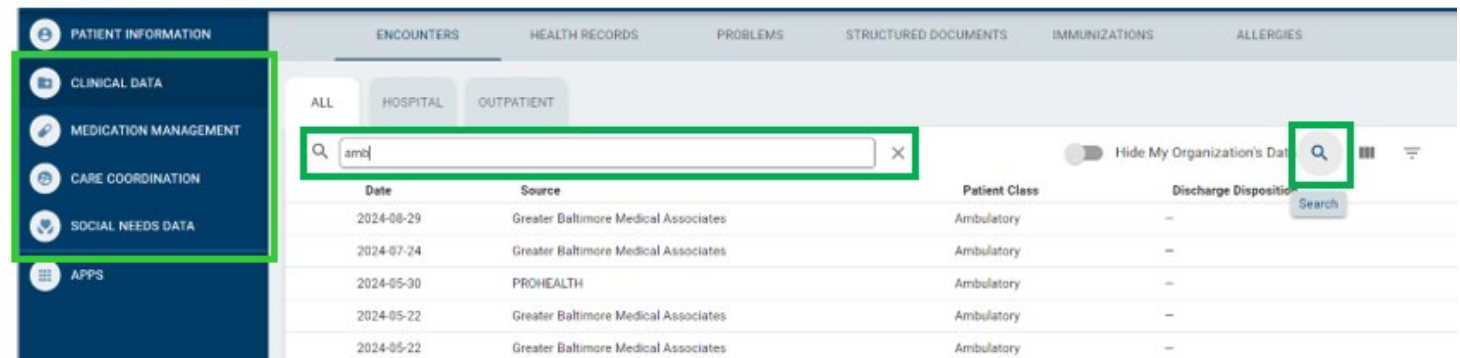 PATIENT INFORMATION
CLINICAL DATA
MEDICATION MANAGEMENT
CARE COORDINATION
SOCIAL NEEDS DATA
APPS
ENCOUNTERS HEALTH RECORDS PROBLEMS STRUCTURED DOCUMENTS IMMUNIZATIONS ALLERGIES
ALL HOSPITAL OUTPATIENT
amb Hide My Organization's Dat
Date Source Patient Class Discharge Disposition
Search
2024-08-29 Greater Baltimore Medical Associates Ambulatory –
2024-07-24 Greater Baltimore Medical Associates Ambulatory –
2024-05-30 PROHEALTH Ambulatory –
2024-05-22 Greater Baltimore Medical Associates Ambulatory –
2024-05-22 Greater Baltimore Medical Associates Ambulatory –